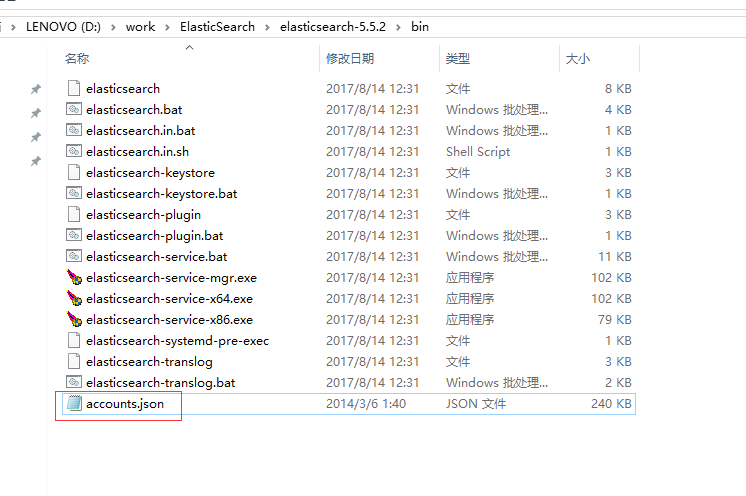 LENOVO (D:) > work > ElasticSearch > elasticsearch-5.5.2 > bin
名称 修改日期 类型 大小
elasticsearch 2017/8/14 12:31 文件 8 KB
elasticsearch.bat 2017/8/14 12:31 Windows 批处理... 4 KB
elasticsearch.in.bat 2017/8/14 12:31 Windows 批处理... 1 KB
elasticsearch.in.sh 2017/8/14 12:31 Shell Script 1 KB
elasticsearch-keystore 2017/8/14 12:31 文件 3 KB
elasticsearch-keystore.bat 2017/8/14 12:31 Windows 批处理... 1 KB
elasticsearch-plugin 2017/8/14 12:31 文件 3 KB
elasticsearch-plugin.bat 2017/8/14 12:31 Windows 批处理... 1 KB
elasticsearch-service.bat 2017/8/14 12:31 Windows 批处理... 11 KB
elasticsearch-service-mgr.exe 2017/8/14 12:31 应用程序 102 KB
elasticsearch-service-x64.exe 2017/8/14 12:31 应用程序 102 KB
elasticsearch-service-x86.exe 2017/8/14 12:31 应用程序 79 KB
elasticsearch-systemd-pre-exec 2017/8/14 12:31 文件 1 KB
elasticsearch-translog 2017/8/14 12:31 文件 3 KB
elasticsearch-translog.bat 2017/8/14 12:31 Windows 批处理... 2 KB
accounts.json 2014/3/6 1:40 JSON 文件 240 KB